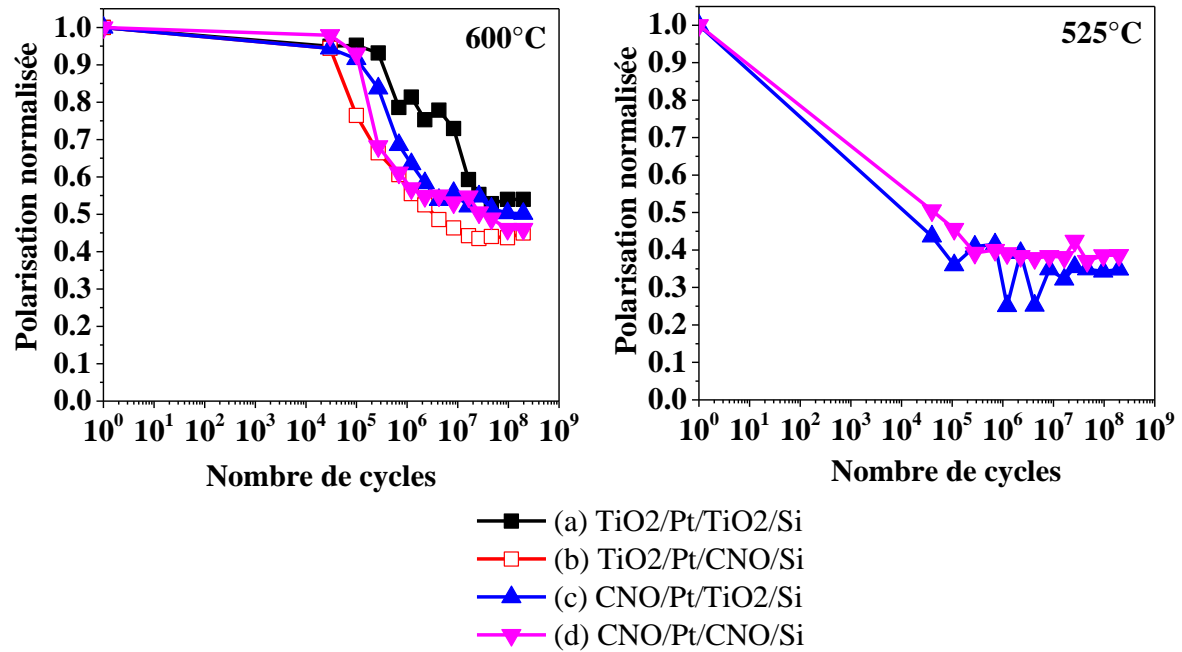 600°C
Polarisation normalisée
1.0
0.9
0.8
0.7
0.6
0.5
0.4
0.3
0.2
0.1
0.0
10^0 10^1 10^2 10^3 10^4 10^5 10^6 10^7 10^8 10^9
Nombre de cycles
525°C
Polarisation normalisée
1.0
0.9
0.8
0.7
0.6
0.5
0.4
0.3
0.2
0.1
0.0
10^0 10^1 10^2 10^3 10^4 10^5 10^6 10^7 10^8 10^9
Nombre de cycles
(a) TiO2/Pt/TiO2/Si
(b) TiO2/Pt/CNO/Si
(c) CNO/Pt/TiO2/Si
(d) CNO/Pt/CNO/Si